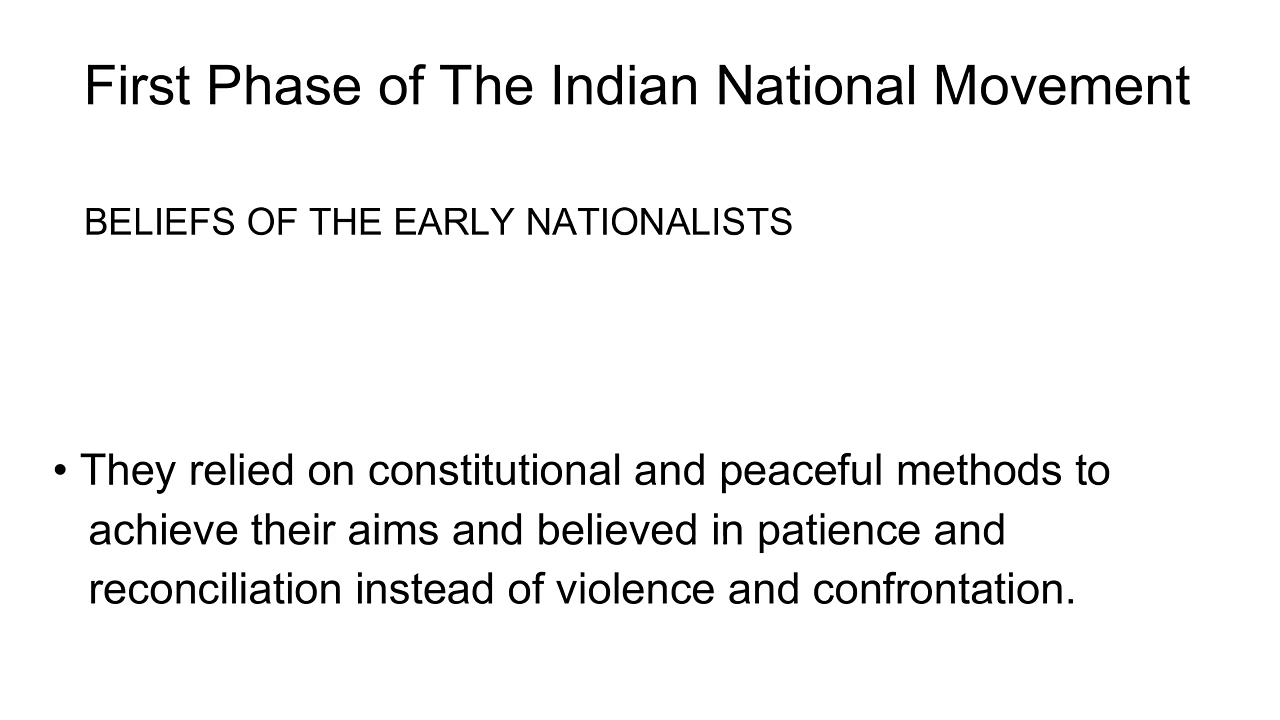 First Phase of The Indian National Movement
BELIEFS OF THE EARLY NATIONALISTS
• They relied on constitutional and peaceful methods to
achieve their aims and believed in patience and
reconciliation instead of violence and confrontation.